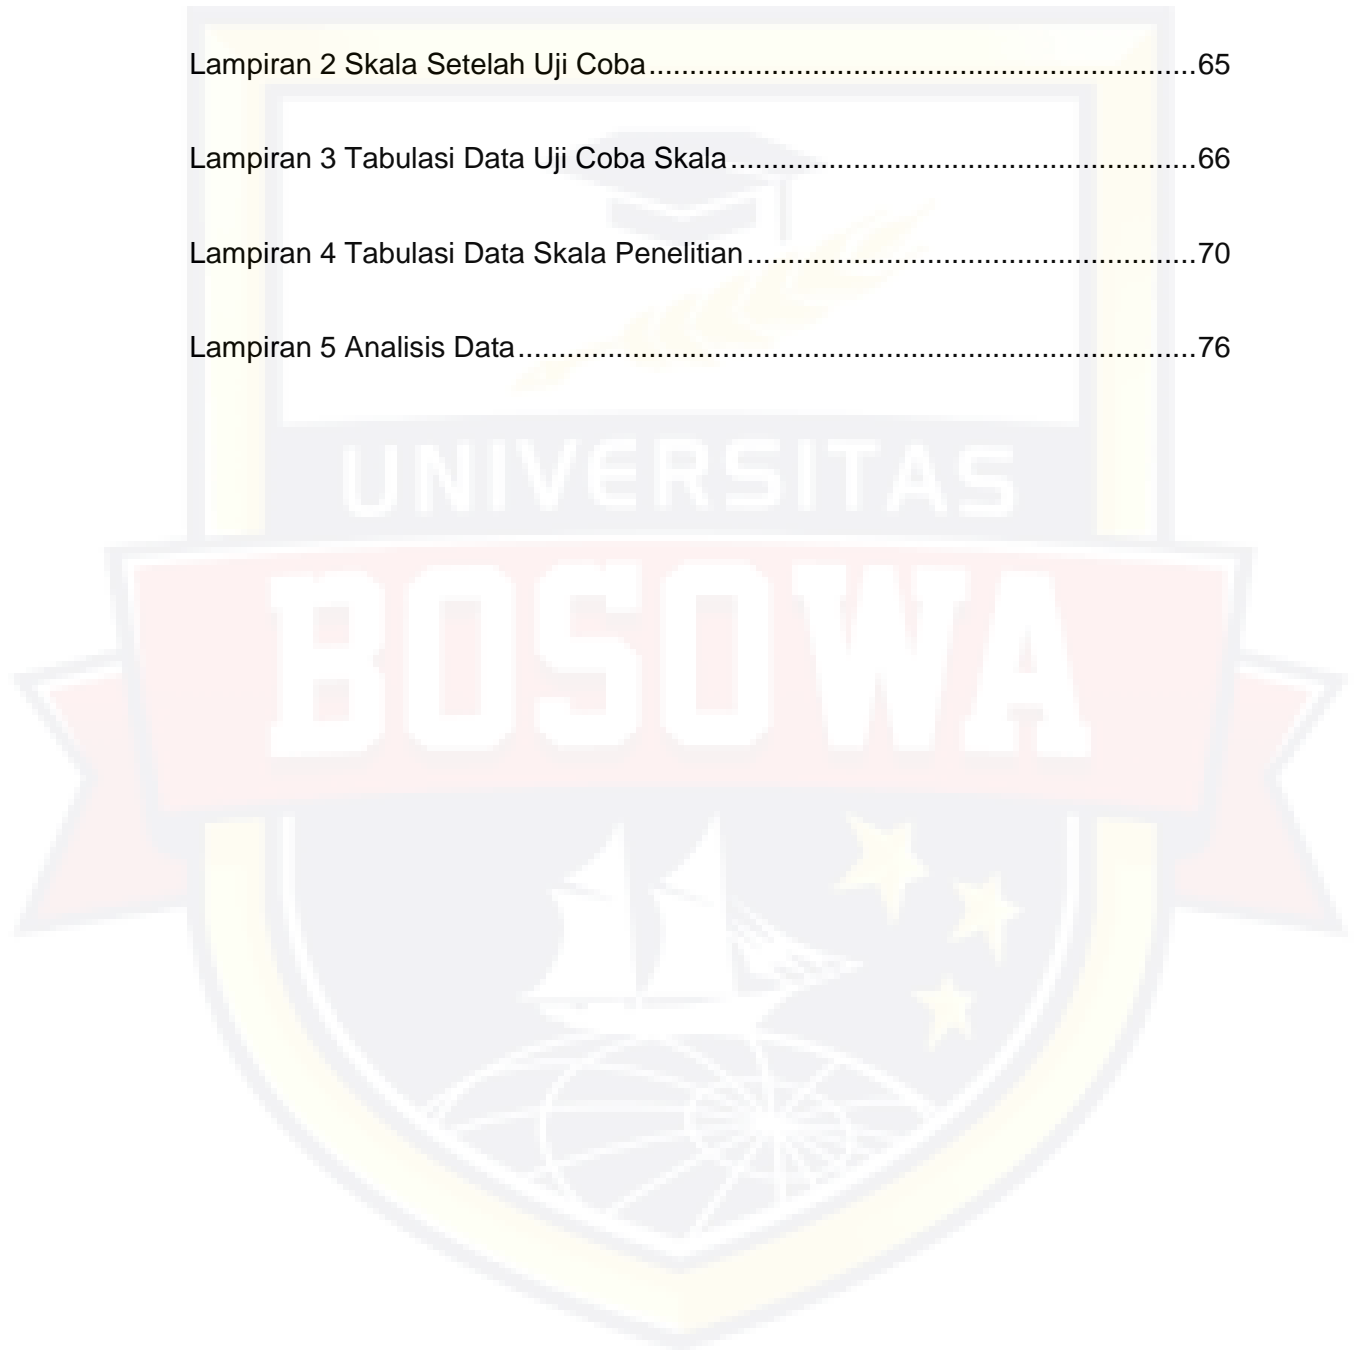 Lampiran 2 Skala Setelah Uji Coba...................................................................65
Lampiran 3 Tabulasi Data Uji Coba Skala.........................................................66
Lampiran 4 Tabulasi Data Skala Penelitian.......................................................70
Lampiran 5 Analisis Data...................................................................................76
UNIVERSITAS
BOSOWA